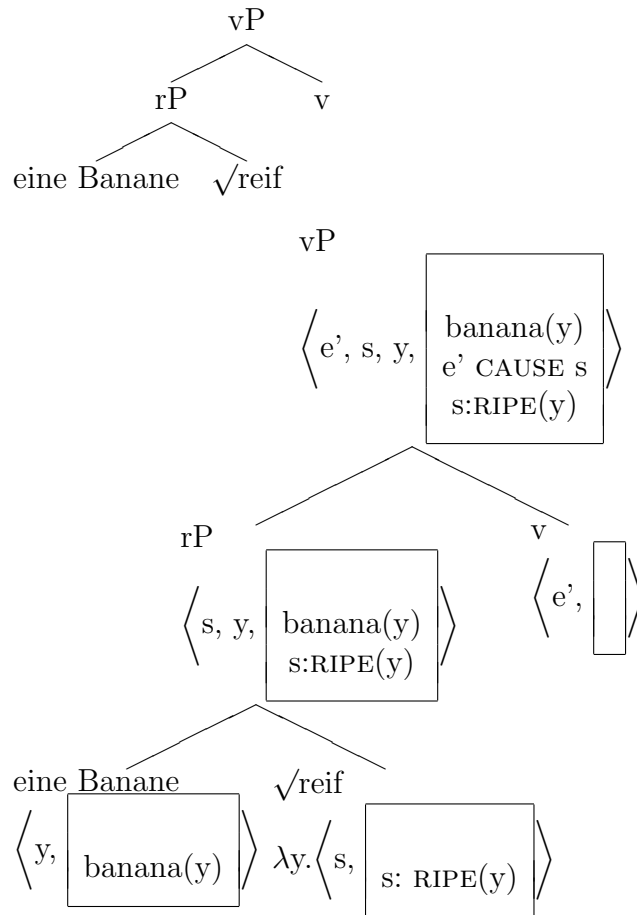 vP
rP v
eine Banane √reif
vP
⟨e’, s, y, banana(y)
e’ CAUSE s
s:RIPE(y)⟩
rP v
⟨s, y, banana(y)
s:RIPE(y)⟩ ⟨e’, ⟩
eine Banane √reif
⟨y, banana(y)⟩ λy.⟨s, s: RIPE(y)⟩